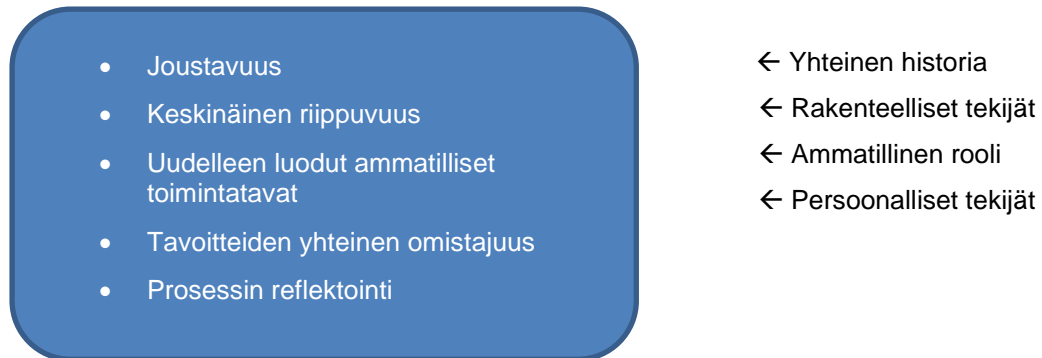 • Joustavuus
• Keskinäinen riippuvuus
• Uudelleen luodut ammatilliset
toimintatavat
• Tavoitteiden yhteinen omistajuus
• Prosessin reflektointi
← Yhteinen historia
← Rakenteelliset tekijät
← Ammatillinen rooli
← Persoonalliset tekijät